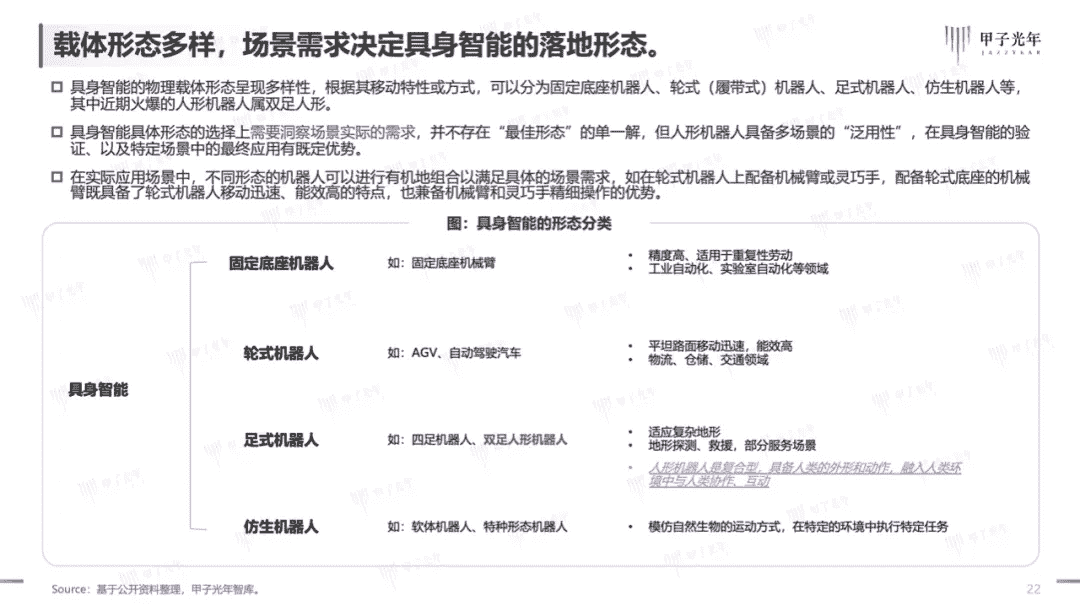 载体形态多样，场景需求决定具身智能的落地形态。
甲子光年
JAZZYEAR
具身智能的物理载体形态呈现多样性，根据其移动特性或方式，可以分为固定底座机器人、轮式（履带式）机器人、足式机器人、仿生机器人等，
其中近期火爆的人形机器人属双足人形。
具身智能具体形态的选择上需要洞察场景实际的需求，并不存在“最佳形态”的单一解，但人形机器人具备多场景的“泛用性”，在具身智能的验
证、以及特定场景中的最终应用有既定优势。
在实际应用场景中，不同形态的机器人可以进行有机地组合以满足具体的场景需求，如在轮式机器人上配备机械臂或灵巧手，配备轮式底座的机械
臂既具备了轮式机器人移动迅速、能效高的特点，也兼备机械臂和灵巧手精细操作的优势。
图：具身智能的形态分类
具身智能
固定底座机器人
如：固定底座机械臂
• 精度高、适用于重复性劳动
• 工业自动化、实验室自动化等领域
轮式机器人
如：AGV、自动驾驶汽车
• 平坦路面移动迅速，能效高
• 物流、仓储、交通领域
足式机器人
如：四足机器人、双足人形机器人
• 适应复杂地形
• 地形探测、救援，部分服务场景
• 人形机器人是复合型，具备人类的外形和动作，融入人类环
境中与人类协作、互动
仿生机器人
如：软体机器人、特种形态机器人
• 模仿自然生物的运动方式，在特定的环境中执行特定任务
Source：基于公开资料整理，甲子光年智库。
22